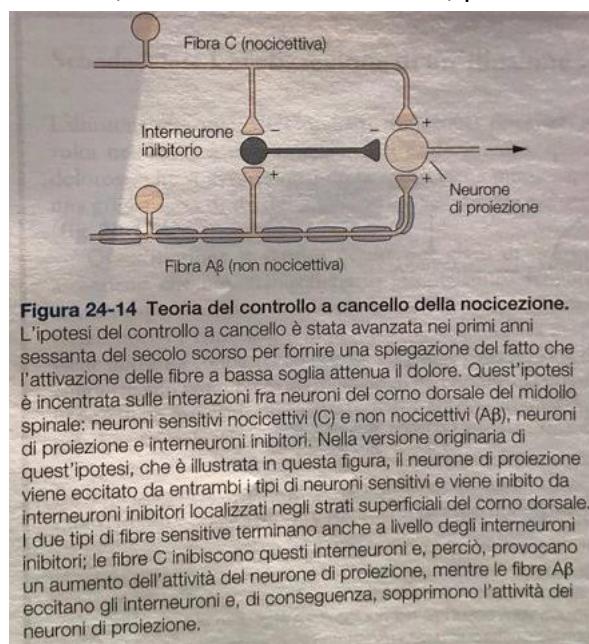 Fibra C (nocicettiva)
Interneurone
inibitorio
−
−
+
+
+
Neurone
di proiezione
Fibra Aβ (non nocicettiva)
Figura 24-14 Teoria del controllo a cancello della nocicezione.
L'ipotesi del controllo a cancello è stata avanzata nei primi anni
sessanta del secolo scorso per fornire una spiegazione del fatto che
l'attivazione delle fibre a bassa soglia attenua il dolore. Quest'ipotesi
è incentrata sulle interazioni fra neuroni del corno dorsale del midollo
spinale: neuroni sensitivi nocicettivi (C) e non nocicettivi (Aβ), neuroni
di proiezione e interneuroni inibitori. Nella versione originaria di
quest'ipotesi, che è illustrata in questa figura, il neurone di proiezione
viene eccitato da entrambi i tipi di neuroni sensitivi e viene inibito da
interneuroni inibitori localizzati negli strati superficiali del corno dorsale.
I due tipi di fibre sensitive terminano anche a livello degli interneuroni
inibitori; le fibre C inibiscono questi interneuroni e, perciò, provocano
un aumento dell'attività del neurone di proiezione, mentre le fibre Aβ
eccitano gli interneuroni e, di conseguenza, sopprimono l'attività dei
neuroni di proiezione.